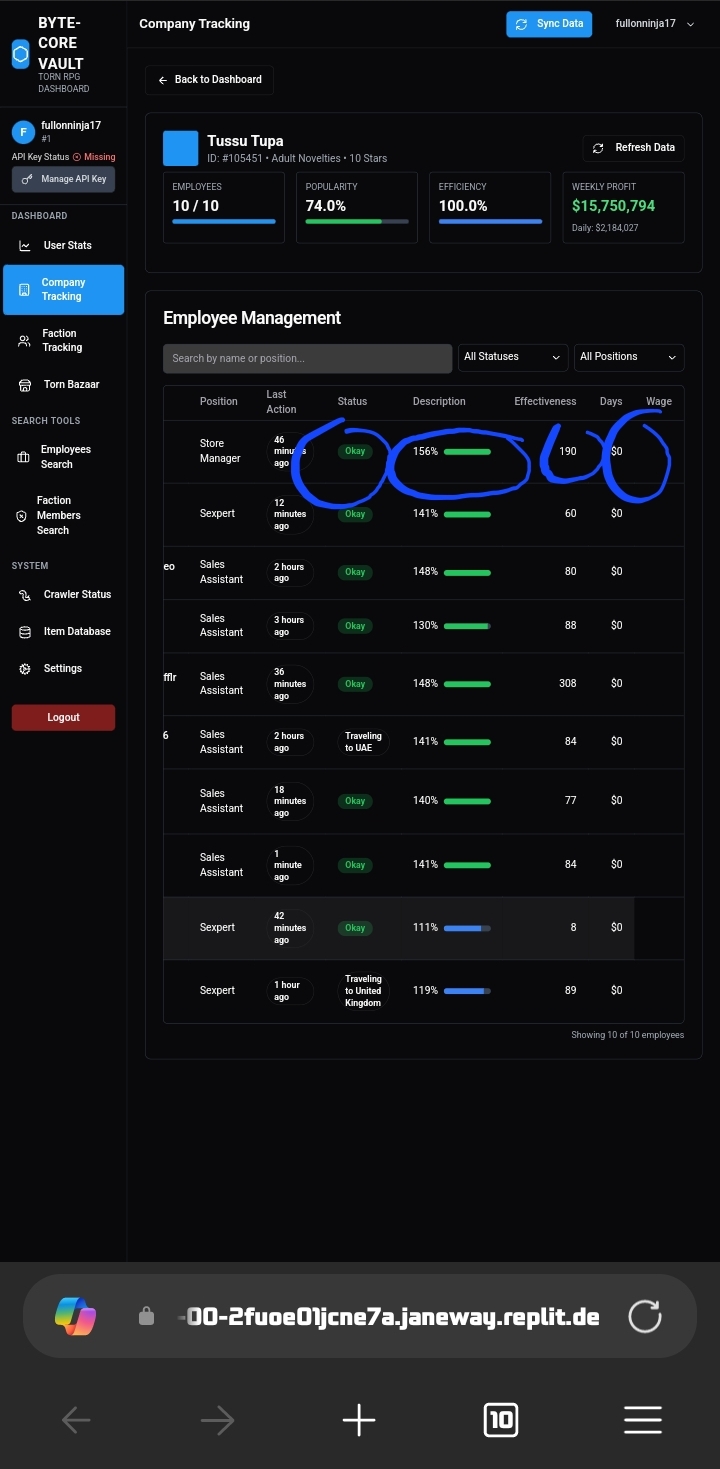 BYTE-
CORE
VAULT
TORN RPG
DASHBOARD
Company Tracking
Sync Data
fullonninja17
F
fullonninja17
#1
API Key Status Missing
Manage API Key
DASHBOARD
User Stats
Company
Tracking
Faction
Tracking
Torn Bazaar
SEARCH TOOLS
Employees
Search
Faction
Members
Search
SYSTEM
Crawler Status
Item Database
Settings
Logout
Back to Dashboard
Tussu Tupa
ID: #105451 • Adult Novelties • 10 Stars
Refresh Data
EMPLOYEES
10 / 10
POPULARITY
74.0%
EFFICIENCY
100.0%
WEEKLY PROFIT
$15,750,794
Daily: $2,184,027
Employee Management
Search by name or position...
All Statuses
All Positions
Position Last Action Status Description Effectiveness Days Wage
Store Manager 46 minutes ago Okay 156% 190 $0
Sexpert 12 minutes ago Okay 141% 60 $0
eo Sales Assistant 2 hours ago Okay 148% 80 $0
Sales Assistant 3 hours ago Okay 130% 88 $0
Sales Assistant 36 minutes ago Okay 148% 308 $0
6 Sales Assistant 2 hours ago Traveling to UAE 141% 84 $0
Sales Assistant 18 minutes ago Okay 140% 77 $0
Sales Assistant 1 minute ago Okay 141% 84 $0
Sexpert 42 minutes ago Okay 111% 8 $0
Sexpert 1 hour ago Traveling to United Kingdom 119% 89 $0
Showing 10 of 10 employees
-00-2fuoe01jcne7a.janeway.replit.de
10